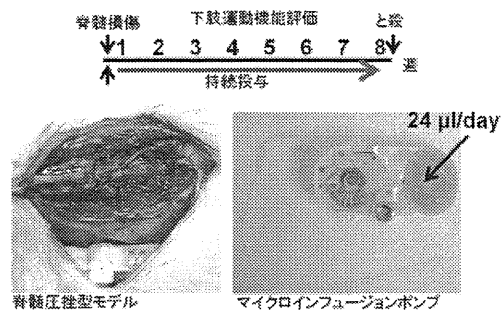 脊髄損傷
下肢運動機能評価
と殺
1 2 3 4 5 6 7 8
週
持続投与
24 µl/day
脊髄圧挫型モデル
マイクロインフュージョンポンプ